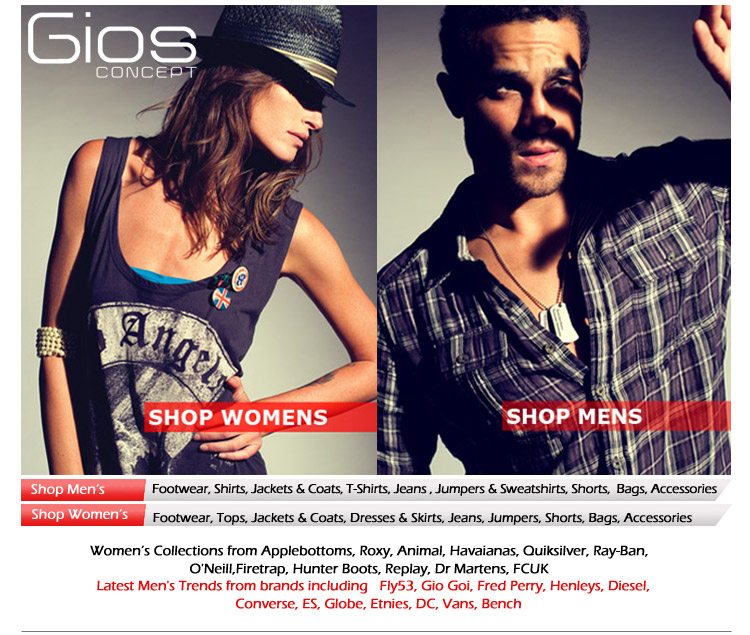 Gios
CONCEPT
Angel
SHOP WOMENS
SHOP MENS
Shop Men's
Footwear, Shirts, Jackets & Coats, T-Shirts, Jeans , Jumpers & Sweatshirts, Shorts, Bags, Accessories
Shop Women's
Footwear, Tops, Jackets & Coats, Dresses & Skirts, Jeans, Jumpers, Shorts, Bags, Accessories
Women's Collections from Applebottoms, Roxy, Animal, Havaianas, Quiksilver, Ray-Ban,
O'Neill,Firetrap, Hunter Boots, Replay, Dr Martens, FCUK
Latest Men's Trends from brands including Fly53, Gio Goi, Fred Perry, Henleys, Diesel,
Converse, ES, Globe, Etnies, DC, Vans, Bench